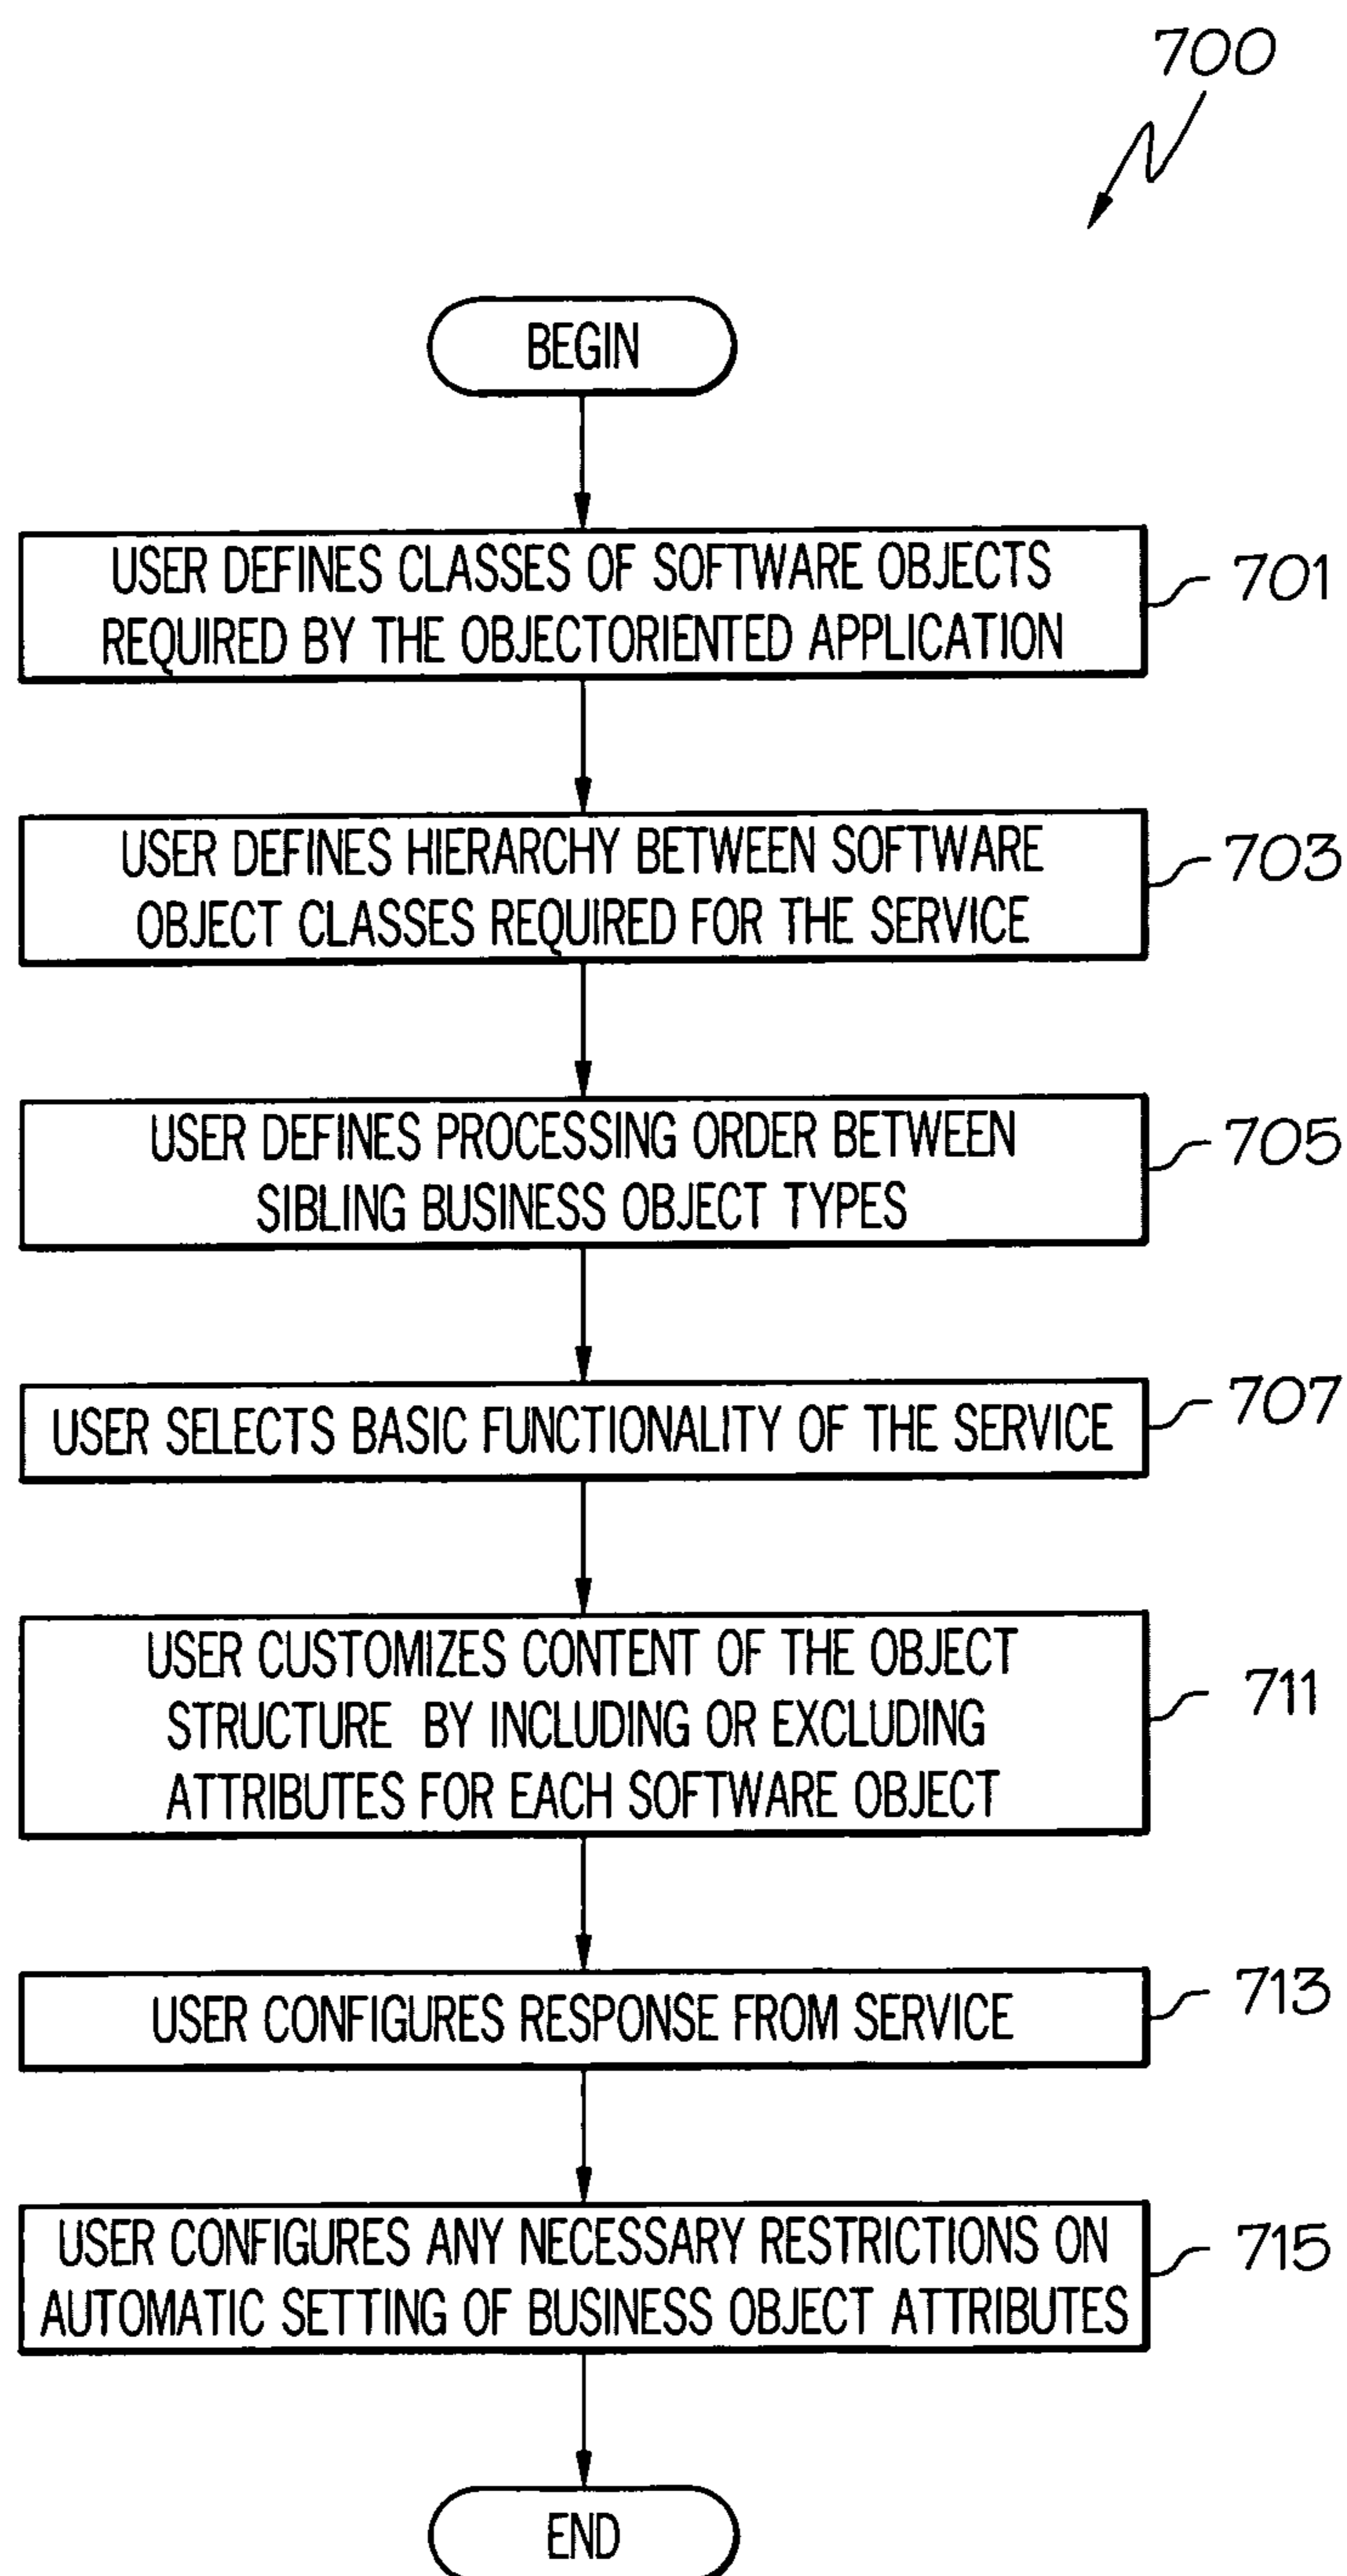 700
BEGIN
USER DEFINES CLASSES OF SOFTWARE OBJECTS
REQUIRED BY THE OBJECTORIENTED APPLICATION
701
USER DEFINES HIERARCHY BETWEEN SOFTWARE
OBJECT CLASSES REQUIRED FOR THE SERVICE
703
USER DEFINES PROCESSING ORDER BETWEEN
SIBLING BUSINESS OBJECT TYPES
705
USER SELECTS BASIC FUNCTIONALITY OF THE SERVICE
707
USER CUSTOMIZES CONTENT OF THE OBJECT
STRUCTURE BY INCLUDING OR EXCLUDING
ATTRIBUTES FOR EACH SOFTWARE OBJECT
711
USER CONFIGURES RESPONSE FROM SERVICE
713
USER CONFIGURES ANY NECESSARY RESTRICTIONS ON
AUTOMATIC SETTING OF BUSINESS OBJECT ATTRIBUTES
715
END